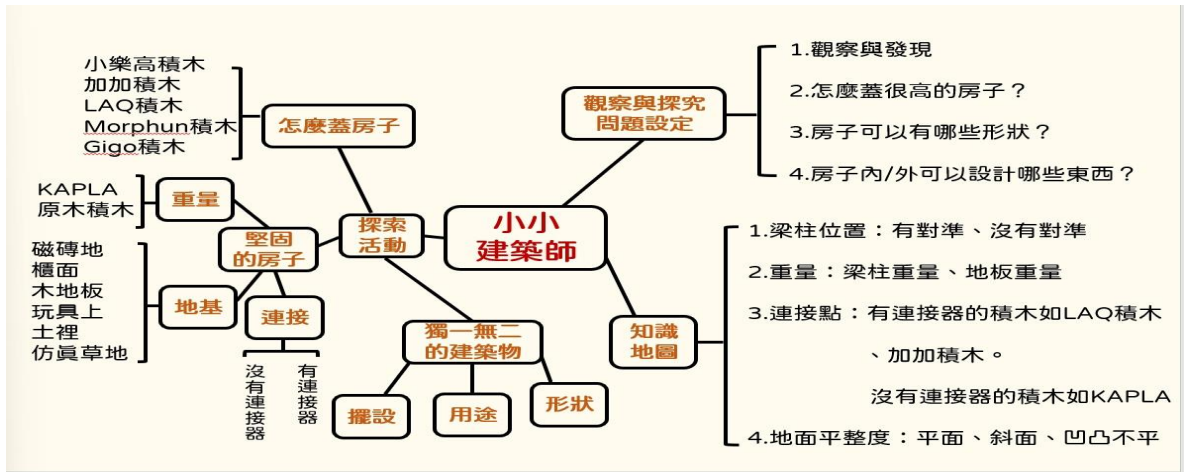 小小
建築師
觀察與探究
問題設定
1.觀察與發現
2.怎麼蓋很高的房子？
3.房子可以有哪些形狀？
4.房子內/外可以設計哪些東西？
知識
地圖
1.梁柱位置：有對準、沒有對準
2.重量：梁柱重量、地板重量
3.連接點：有連接器的積木如LAQ積木
、加加積木。
沒有連接器的積木如KAPLA
4.地面平整度：平面、斜面、凹凸不平
探索
活動
怎麼蓋房子
小樂高積木
加加積木
LAQ積木
Morphun積木
Gigo積木
堅固
的房子
重量
KAPLA
原木積木
地基
磁磚地
櫃面
木地板
玩具上
土裡
仿真草地
連接
沒有連接器
有連接器
獨一無二
的建築物
擺設
用途
形狀